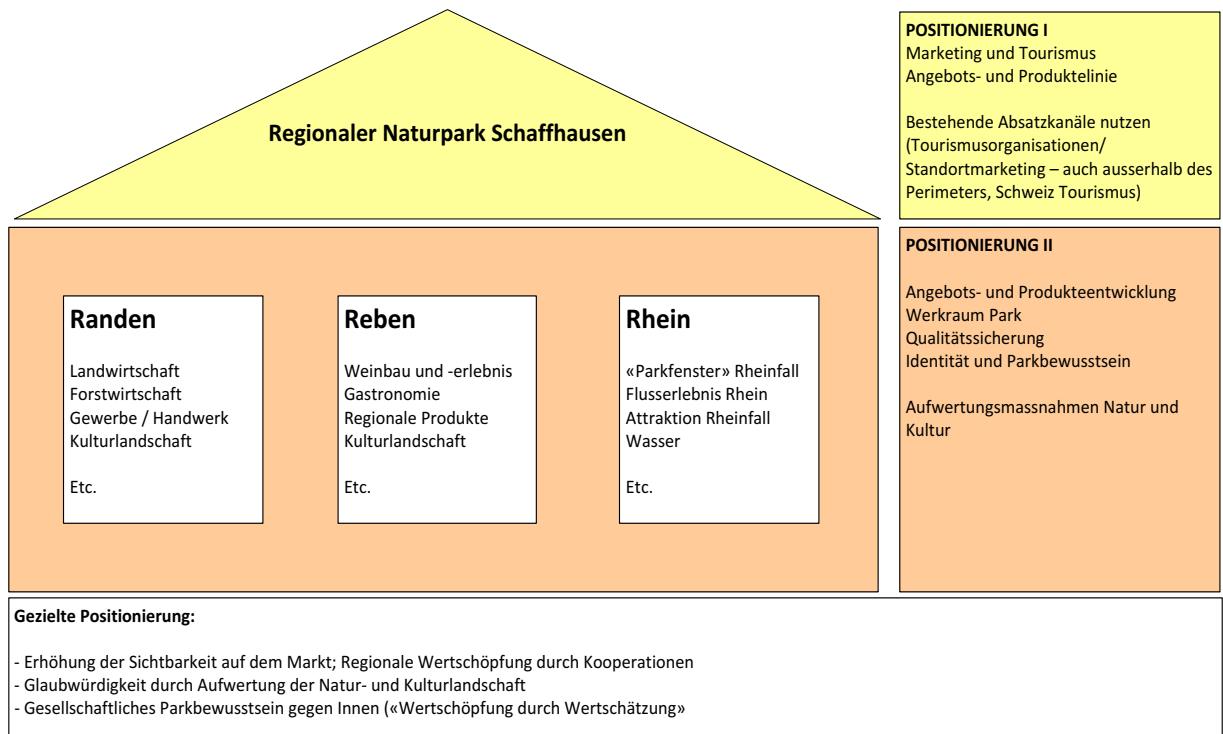 Regionaler Naturpark Schaffhausen
POSITIONIERUNG I
Marketing und Tourismus
Angebots- und Produktelinie
Bestehende Absatzkanäle nutzen
(Tourismusorganisationen/
Standortmarketing – auch ausserhalb des
Perimeters, Schweiz Tourismus)
Randen
Landwirtschaft
Forstwirtschaft
Gewerbe / Handwerk
Kulturlandschaft
Etc.
Reben
Weinbau und -erlebnis
Gastronomie
Regionale Produkte
Kulturlandschaft
Etc.
Rhein
«Parkfenster» Rheinfall
Flusserlebnis Rhein
Attraktion Rheinfall
Wasser
Etc.
POSITIONIERUNG II
Angebots- und Produkteentwicklung
Werkraum Park
Qualitätssicherung
Identität und Parkbewusstsein
Aufwertungsmassnahmen Natur und
Kultur
Gezielte Positionierung:
- Erhöhung der Sichtbarkeit auf dem Markt; Regionale Wertschöpfung durch Kooperationen
- Glaubwürdigkeit durch Aufwertung der Natur- und Kulturlandschaft
- Gesellschaftliches Parkbewusstsein gegen Innen («Wertschöpfung durch Wertschätzung»